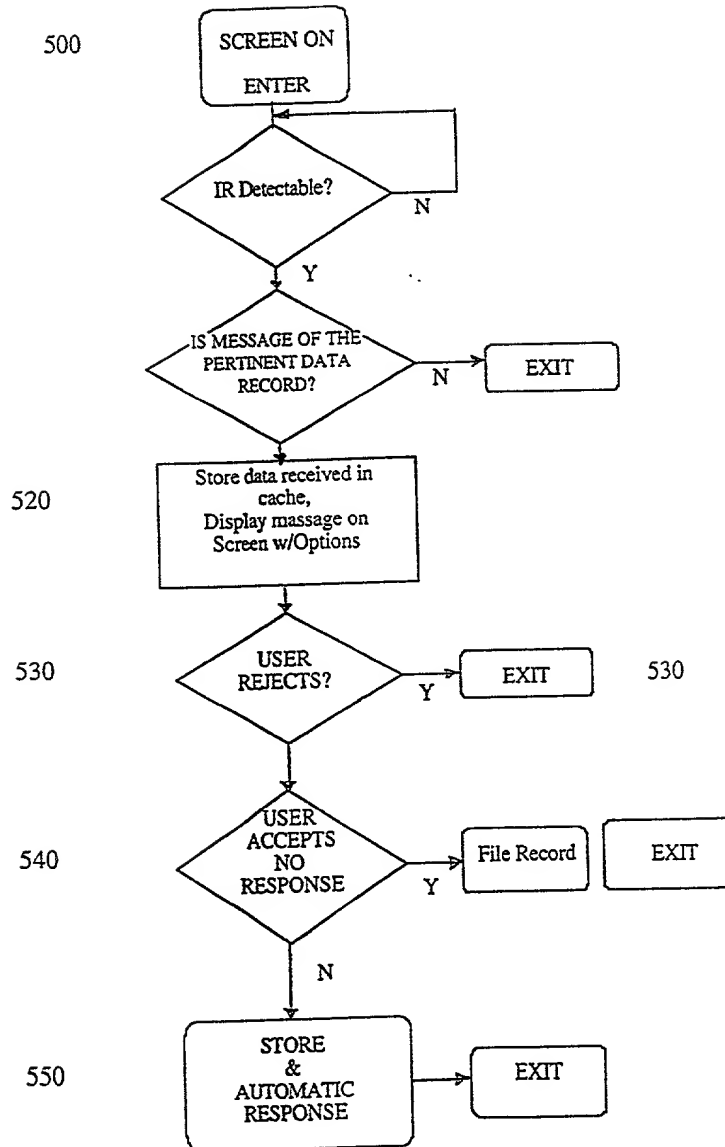 500
SCREEN ON
ENTER
IR Detectable?
N
Y
IS MESSAGE OF THE
PERTINENT DATA
RECORD?
N
EXIT
520
Store data received in
cache,
Display massage on
Screen w/Options
530
USER
REJECTS?
Y
EXIT
530
540
USER
ACCEPTS
NO
RESPONSE
Y
File Record
EXIT
N
550
STORE
&
AUTOMATIC
RESPONSE
EXIT